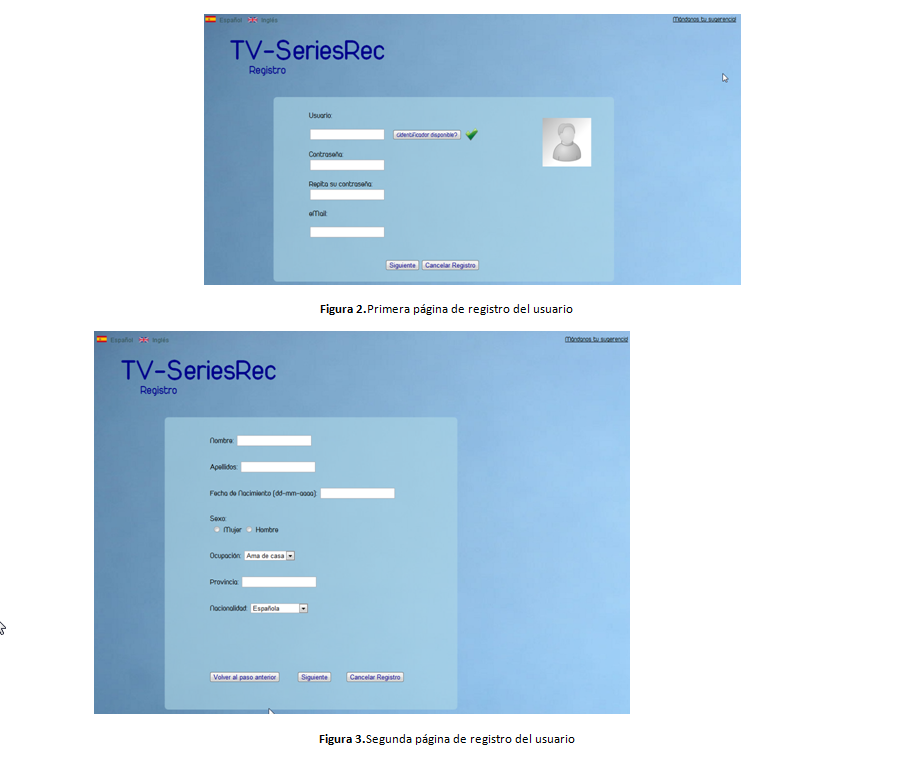 Español Inglés Mándanos tu sugerencia!
TV-SeriesRec
Registro
Usuario:
¿Identificador disponible?
Contraseña:
Repita su contraseña:
eMail:
Siguiente Cancelar Registro
Figura 2.Primera página de registro del usuario
Español Inglés Mándanos tu sugerencia!
TV-SeriesRec
Registro
Nombre:
Apellidos:
Fecha de Nacimiento (dd-mm-aaaa):
Sexo:
Mujer Hombre
Ocupación: Ama de casa
Provincia:
Nacionalidad: Española
Volver al paso anterior Siguiente Cancelar Registro
Figura 3.Segunda página de registro del usuario